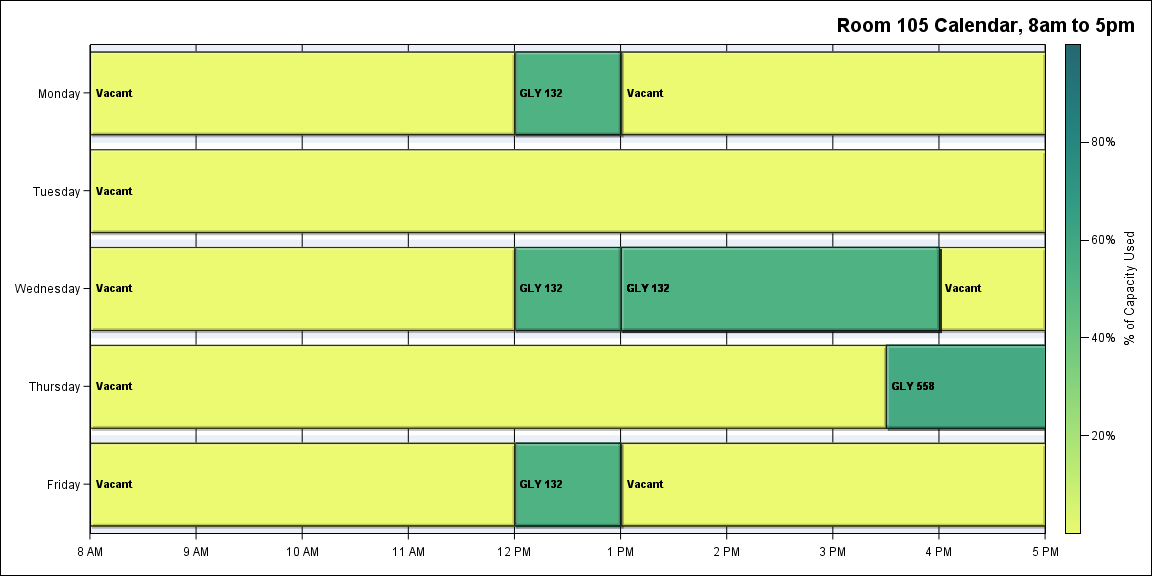 Room 105 Calendar, 8am to 5pm
Monday
Vacant
GLY 132
Vacant
Tuesday
Vacant
Wednesday
Vacant
GLY 132
GLY 132
Vacant
Thursday
Vacant
GLY 558
Friday
Vacant
GLY 132
Vacant
8 AM
9 AM
10 AM
11 AM
12 PM
1 PM
2 PM
3 PM
4 PM
5 PM
80%
60%
40%
20%
% of Capacity Used